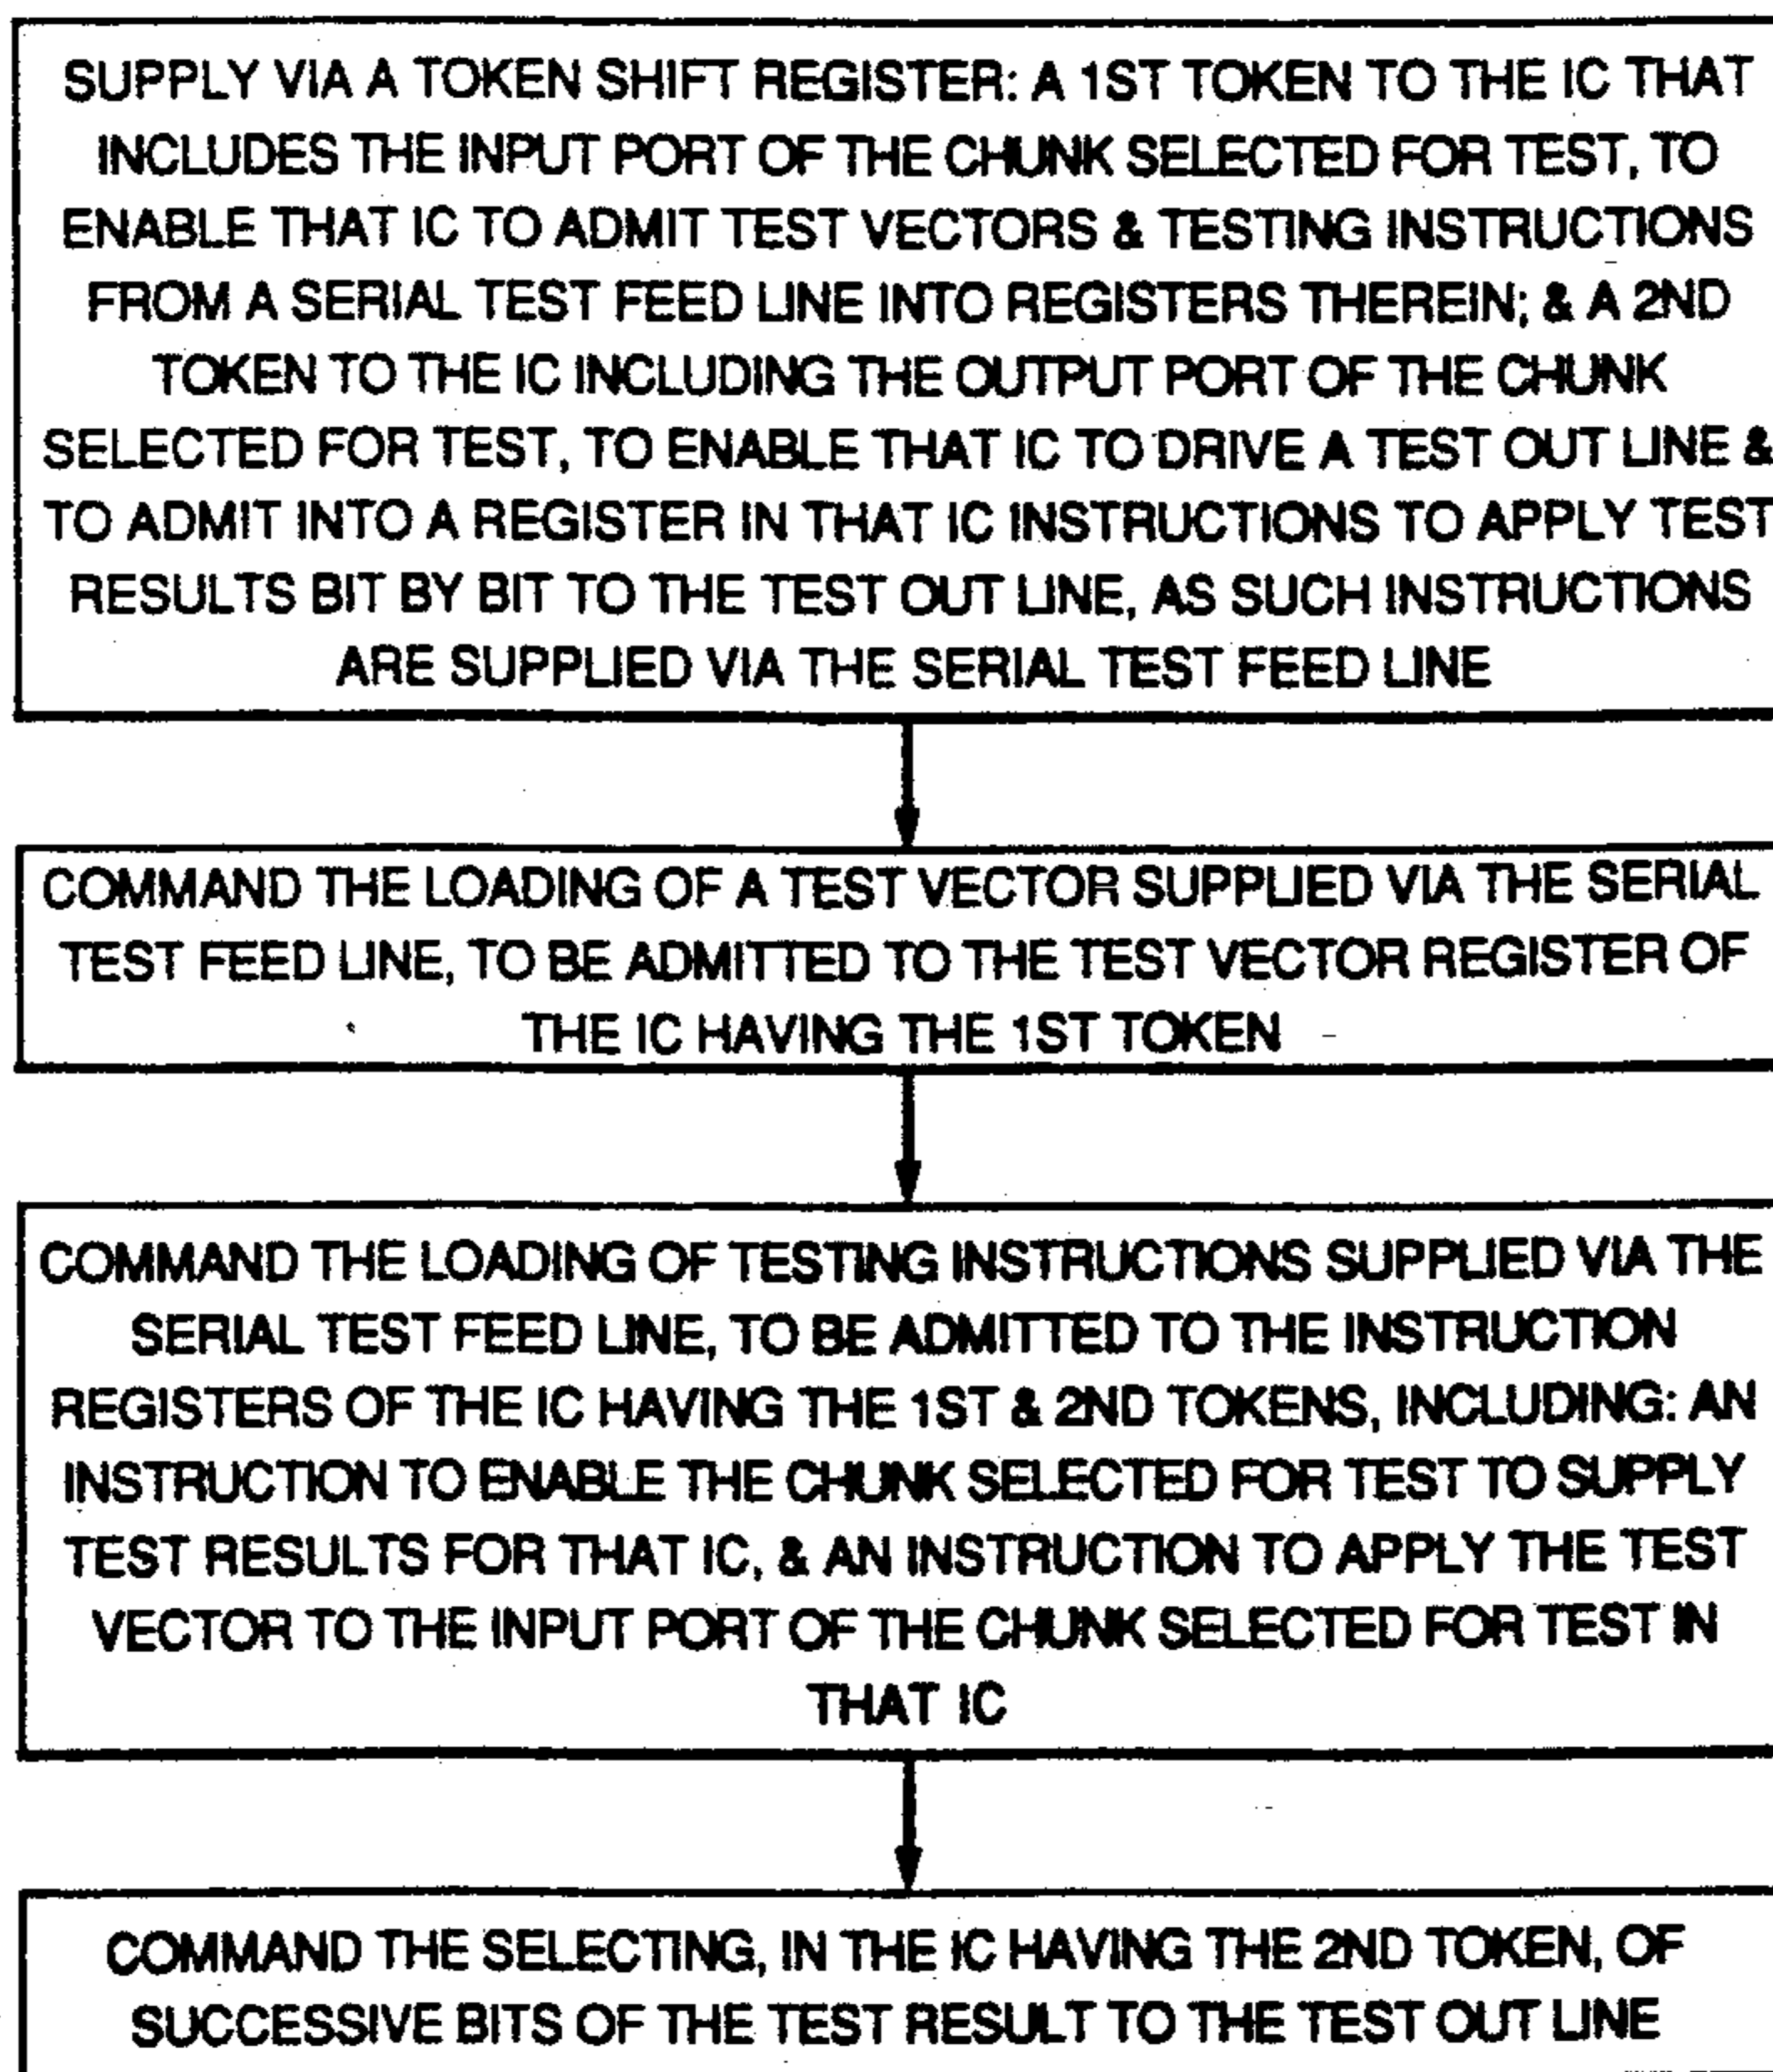 SUPPLY VIA A TOKEN SHIFT REGISTER: A 1ST TOKEN TO THE IC THAT
INCLUDES THE INPUT PORT OF THE CHUNK SELECTED FOR TEST, TO
ENABLE THAT IC TO ADMIT TEST VECTORS & TESTING INSTRUCTIONS
FROM A SERIAL TEST FEED LINE INTO REGISTERS THEREIN; & A 2ND
TOKEN TO THE IC INCLUDING THE OUTPUT PORT OF THE CHUNK
SELECTED FOR TEST, TO ENABLE THAT IC TO DRIVE A TEST OUT LINE &
TO ADMIT INTO A REGISTER IN THAT IC INSTRUCTIONS TO APPLY TEST
RESULTS BIT BY BIT TO THE TEST OUT LINE, AS SUCH INSTRUCTIONS
ARE SUPPLIED VIA THE SERIAL TEST FEED LINE
COMMAND THE LOADING OF A TEST VECTOR SUPPLIED VIA THE SERIAL
TEST FEED LINE, TO BE ADMITTED TO THE TEST VECTOR REGISTER OF
THE IC HAVING THE 1ST TOKEN
COMMAND THE LOADING OF TESTING INSTRUCTIONS SUPPLIED VIA THE
SERIAL TEST FEED LINE, TO BE ADMITTED TO THE INSTRUCTION
REGISTERS OF THE IC HAVING THE 1ST & 2ND TOKENS, INCLUDING: AN
INSTRUCTION TO ENABLE THE CHUNK SELECTED FOR TEST TO SUPPLY
TEST RESULTS FOR THAT IC, & AN INSTRUCTION TO APPLY THE TEST
VECTOR TO THE INPUT PORT OF THE CHUNK SELECTED FOR TEST IN
THAT IC
COMMAND THE SELECTING, IN THE IC HAVING THE 2ND TOKEN, OF
SUCCESSIVE BITS OF THE TEST RESULT TO THE TEST OUT LINE